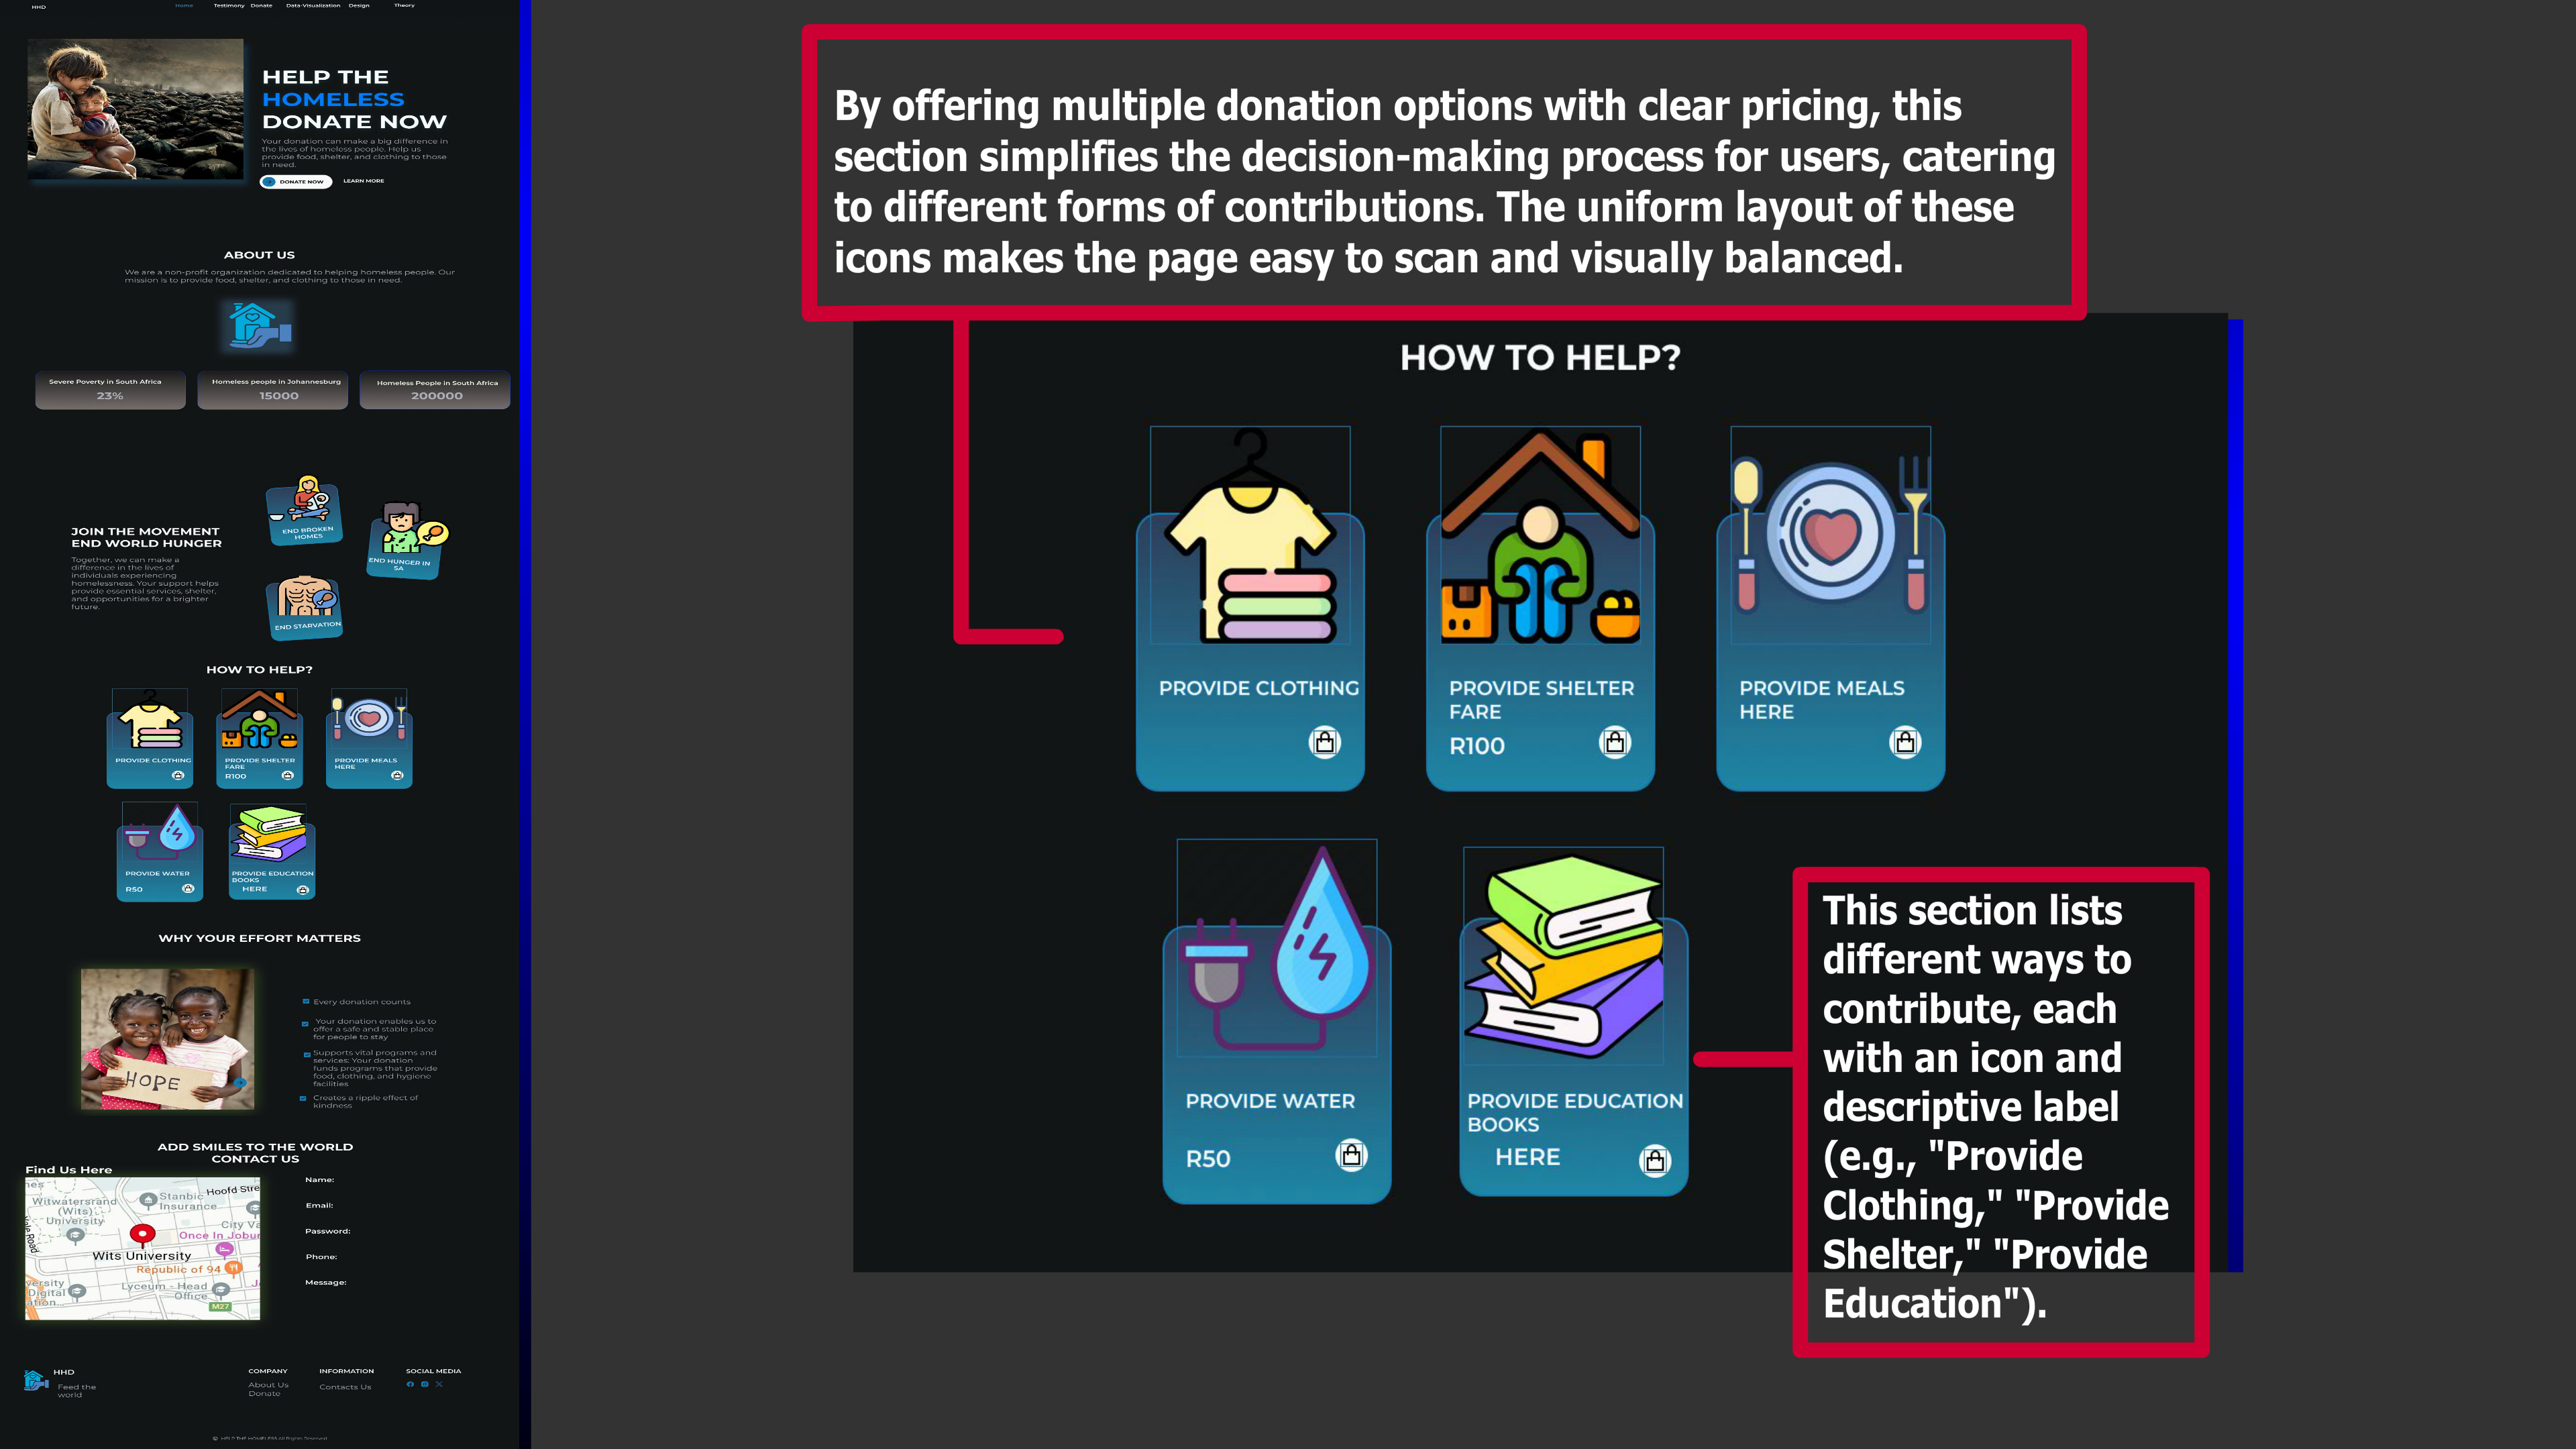 HHD
Home Testimony Donate Data-Visualization Design Theory
HELP THE
HOMELESS
DONATE NOW
Your donation can make a big difference in
the lives of homeless people. Help us
provide food, shelter, and clothing to those
in need.
DONATE NOW LEARN MORE
ABOUT US
We are a non-profit organization dedicated to helping homeless people. Our
mission is to provide food, shelter, and clothing to those in need.
Severe Poverty in South Africa
23%
Homeless people in Johannesburg
15000
Homeless People in South Africa
200000
JOIN THE MOVEMENT
END WORLD HUNGER
Together, we can make a
difference in the lives of
individuals experiencing
homelessness. Your support helps
provide essential services, shelter,
and opportunities for a brighter
future.
END BROKEN
HOMES
END HUNGER IN
SA
END STARVATION
HOW TO HELP?
PROVIDE CLOTHING
PROVIDE SHELTER
FARE
R100
PROVIDE MEALS
HERE
PROVIDE WATER
R50
PROVIDE EDUCATION
BOOKS
HERE
WHY YOUR EFFORT MATTERS
HOPE
Every donation counts
Your donation enables us to
offer a safe and stable place
for people to stay
Supports vital programs and
services: Your donation
funds programs that provide
food, clothing, and hygiene
facilities
Creates a ripple effect of
kindness
ADD SMILES TO THE WORLD
CONTACT US
Find Us Here
Hoofd Stre
Stanbic
Insurance
Witwatersrand
(Wits)
University
City Va
Once In Jobur
Wits University
Republic of 94
Lyceum - Head
Office
ersity
Digital
M27
Yale Road
Name:
Email:
Password:
Phone:
Message:
HHD
Feed the
world
COMPANY
About Us
Donate
INFORMATION
Contacts Us
SOCIAL MEDIA
© HELP THE HOMELESS All Rights Reserved
By offering multiple donation options with clear pricing, this
section simplifies the decision-making process for users, catering
to different forms of contributions. The uniform layout of these
icons makes the page easy to scan and visually balanced.
HOW TO HELP?
PROVIDE CLOTHING
PROVIDE SHELTER
FARE
R100
PROVIDE MEALS
HERE
PROVIDE WATER
R50
PROVIDE EDUCATION
BOOKS
HERE
This section lists
different ways to
contribute, each
with an icon and
descriptive label
(e.g., "Provide
Clothing," "Provide
Shelter," "Provide
Education").